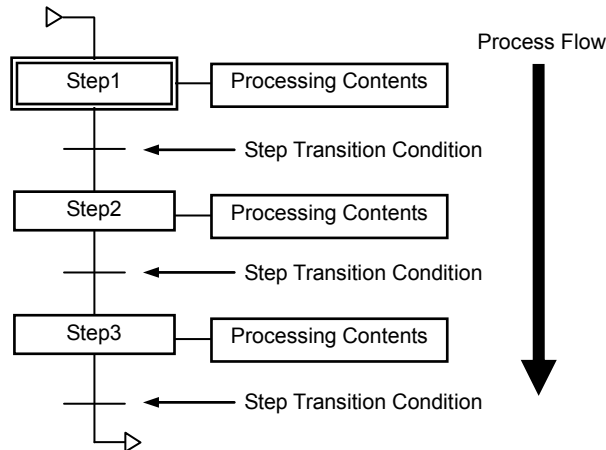 Process Flow
Step1
Processing Contents
Step Transition Condition
Step2
Processing Contents
Step Transition Condition
Step3
Processing Contents
Step Transition Condition